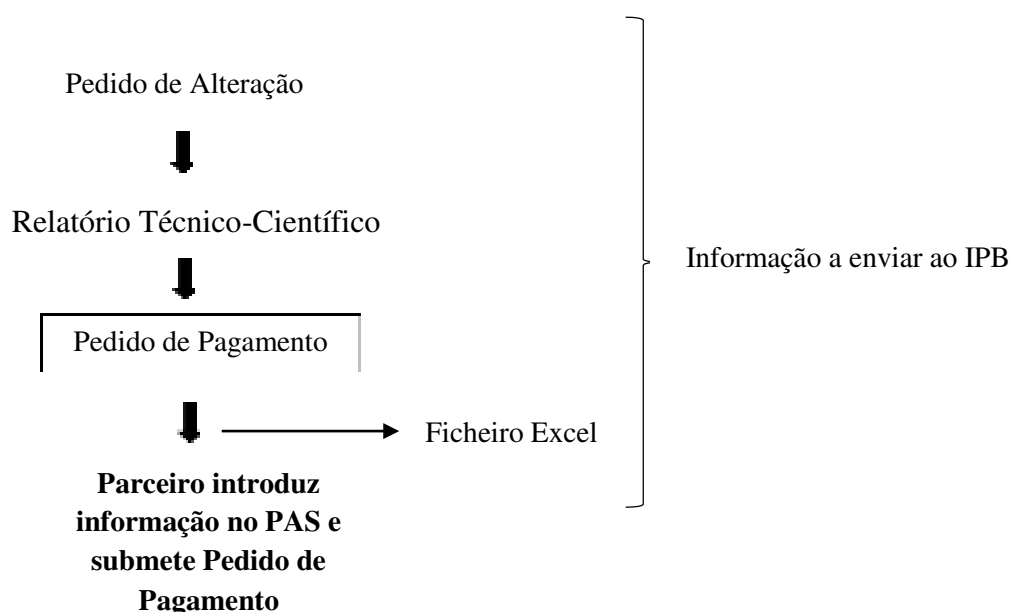 Pedido de Alteração
Relatório Técnico-Científico
Informação a enviar ao IPB
Pedido de Pagamento
Ficheiro Excel
Parceiro introduz
informação no PAS e
submete Pedido de
Pagamento